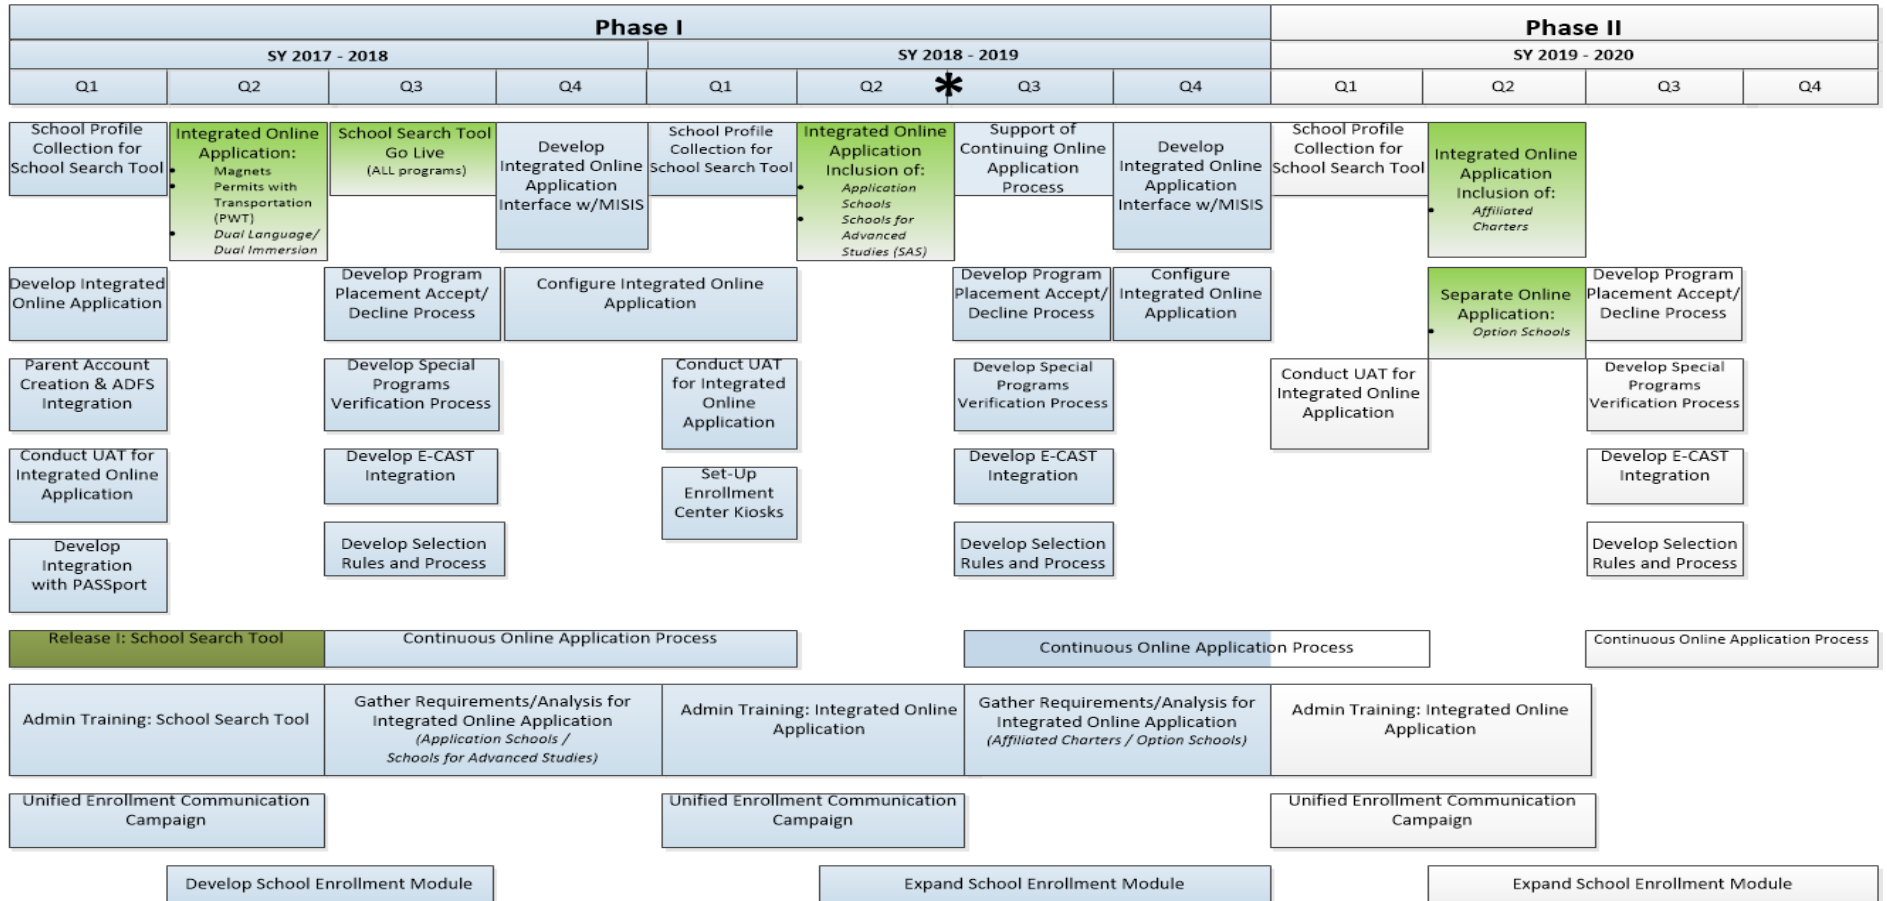 Phase I
Phase II
SY 2017 - 2018
SY 2018 - 2019
SY 2019 - 2020
Q1
Q2
Q3
Q4
Q1
Q2
*
Q3
Q4
Q1
Q2
Q3
Q4
School Profile
Collection for
School Search Tool
Integrated Online
Application:
• Magnets
• Permits with
Transportation
(PWT)
• Dual Language/
Dual Immersion
School Search Tool
Go Live
(ALL programs)
Develop
Integrated Online
Application
Interface w/MISIS
School Profile
Collection for
School Search Tool
Integrated Online
Application
Inclusion of:
• Application
Schools
• Schools for
Advanced
Studies (SAS)
Support of
Continuing Online
Application
Process
Develop
Integrated Online
Application
Interface w/MISIS
School Profile
Collection for
School Search Tool
Integrated Online
Application
Inclusion of:
• Affiliated
Charters
Develop Integrated
Online Application
Develop Program
Placement Accept/
Decline Process
Configure Integrated Online
Application
Develop Program
Placement Accept/
Decline Process
Configure
Integrated Online
Application
Separate Online
Application:
• Option Schools
Develop Program
Placement Accept/
Decline Process
Parent Account
Creation & ADFS
Integration
Develop Special
Programs
Verification Process
Conduct UAT
for Integrated
Online
Application
Develop Special
Programs
Verification Process
Conduct UAT for
Integrated Online
Application
Develop Special
Programs
Verification Process
Conduct UAT for
Integrated Online
Application
Develop E-CAST
Integration
Set-Up
Enrollment
Center Kiosks
Develop E-CAST
Integration
Develop E-CAST
Integration
Develop
Integration
with PASSport
Develop Selection
Rules and Process
Develop Selection
Rules and Process
Develop Selection
Rules and Process
Release I: School Search Tool
Continuous Online Application Process
Continuous Online Application Process
Continuous Online Application Process
Admin Training: School Search Tool
Gather Requirements/Analysis for
Integrated Online Application
(Application Schools /
Schools for Advanced Studies)
Admin Training: Integrated Online
Application
Gather Requirements/Analysis for
Integrated Online Application
(Affiliated Charters / Option Schools)
Admin Training: Integrated Online
Application
Unified Enrollment Communication
Campaign
Unified Enrollment Communication
Campaign
Unified Enrollment Communication
Campaign
Develop School Enrollment Module
Expand School Enrollment Module
Expand School Enrollment Module